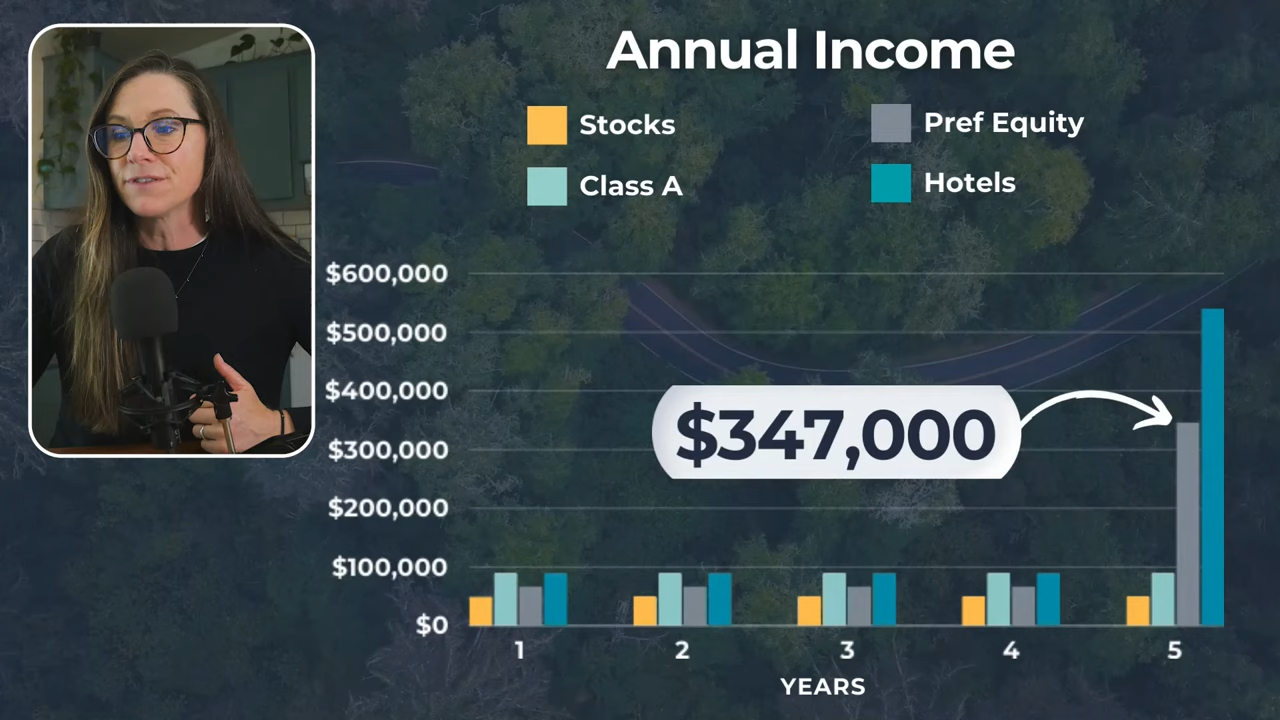 Annual Income
Stocks
Pref Equity
Class A
Hotels
$600,000
$500,000
$400,000
$347,000
$300,000
$200,000
$100,000
$0
1 2 3 4 5
YEARS